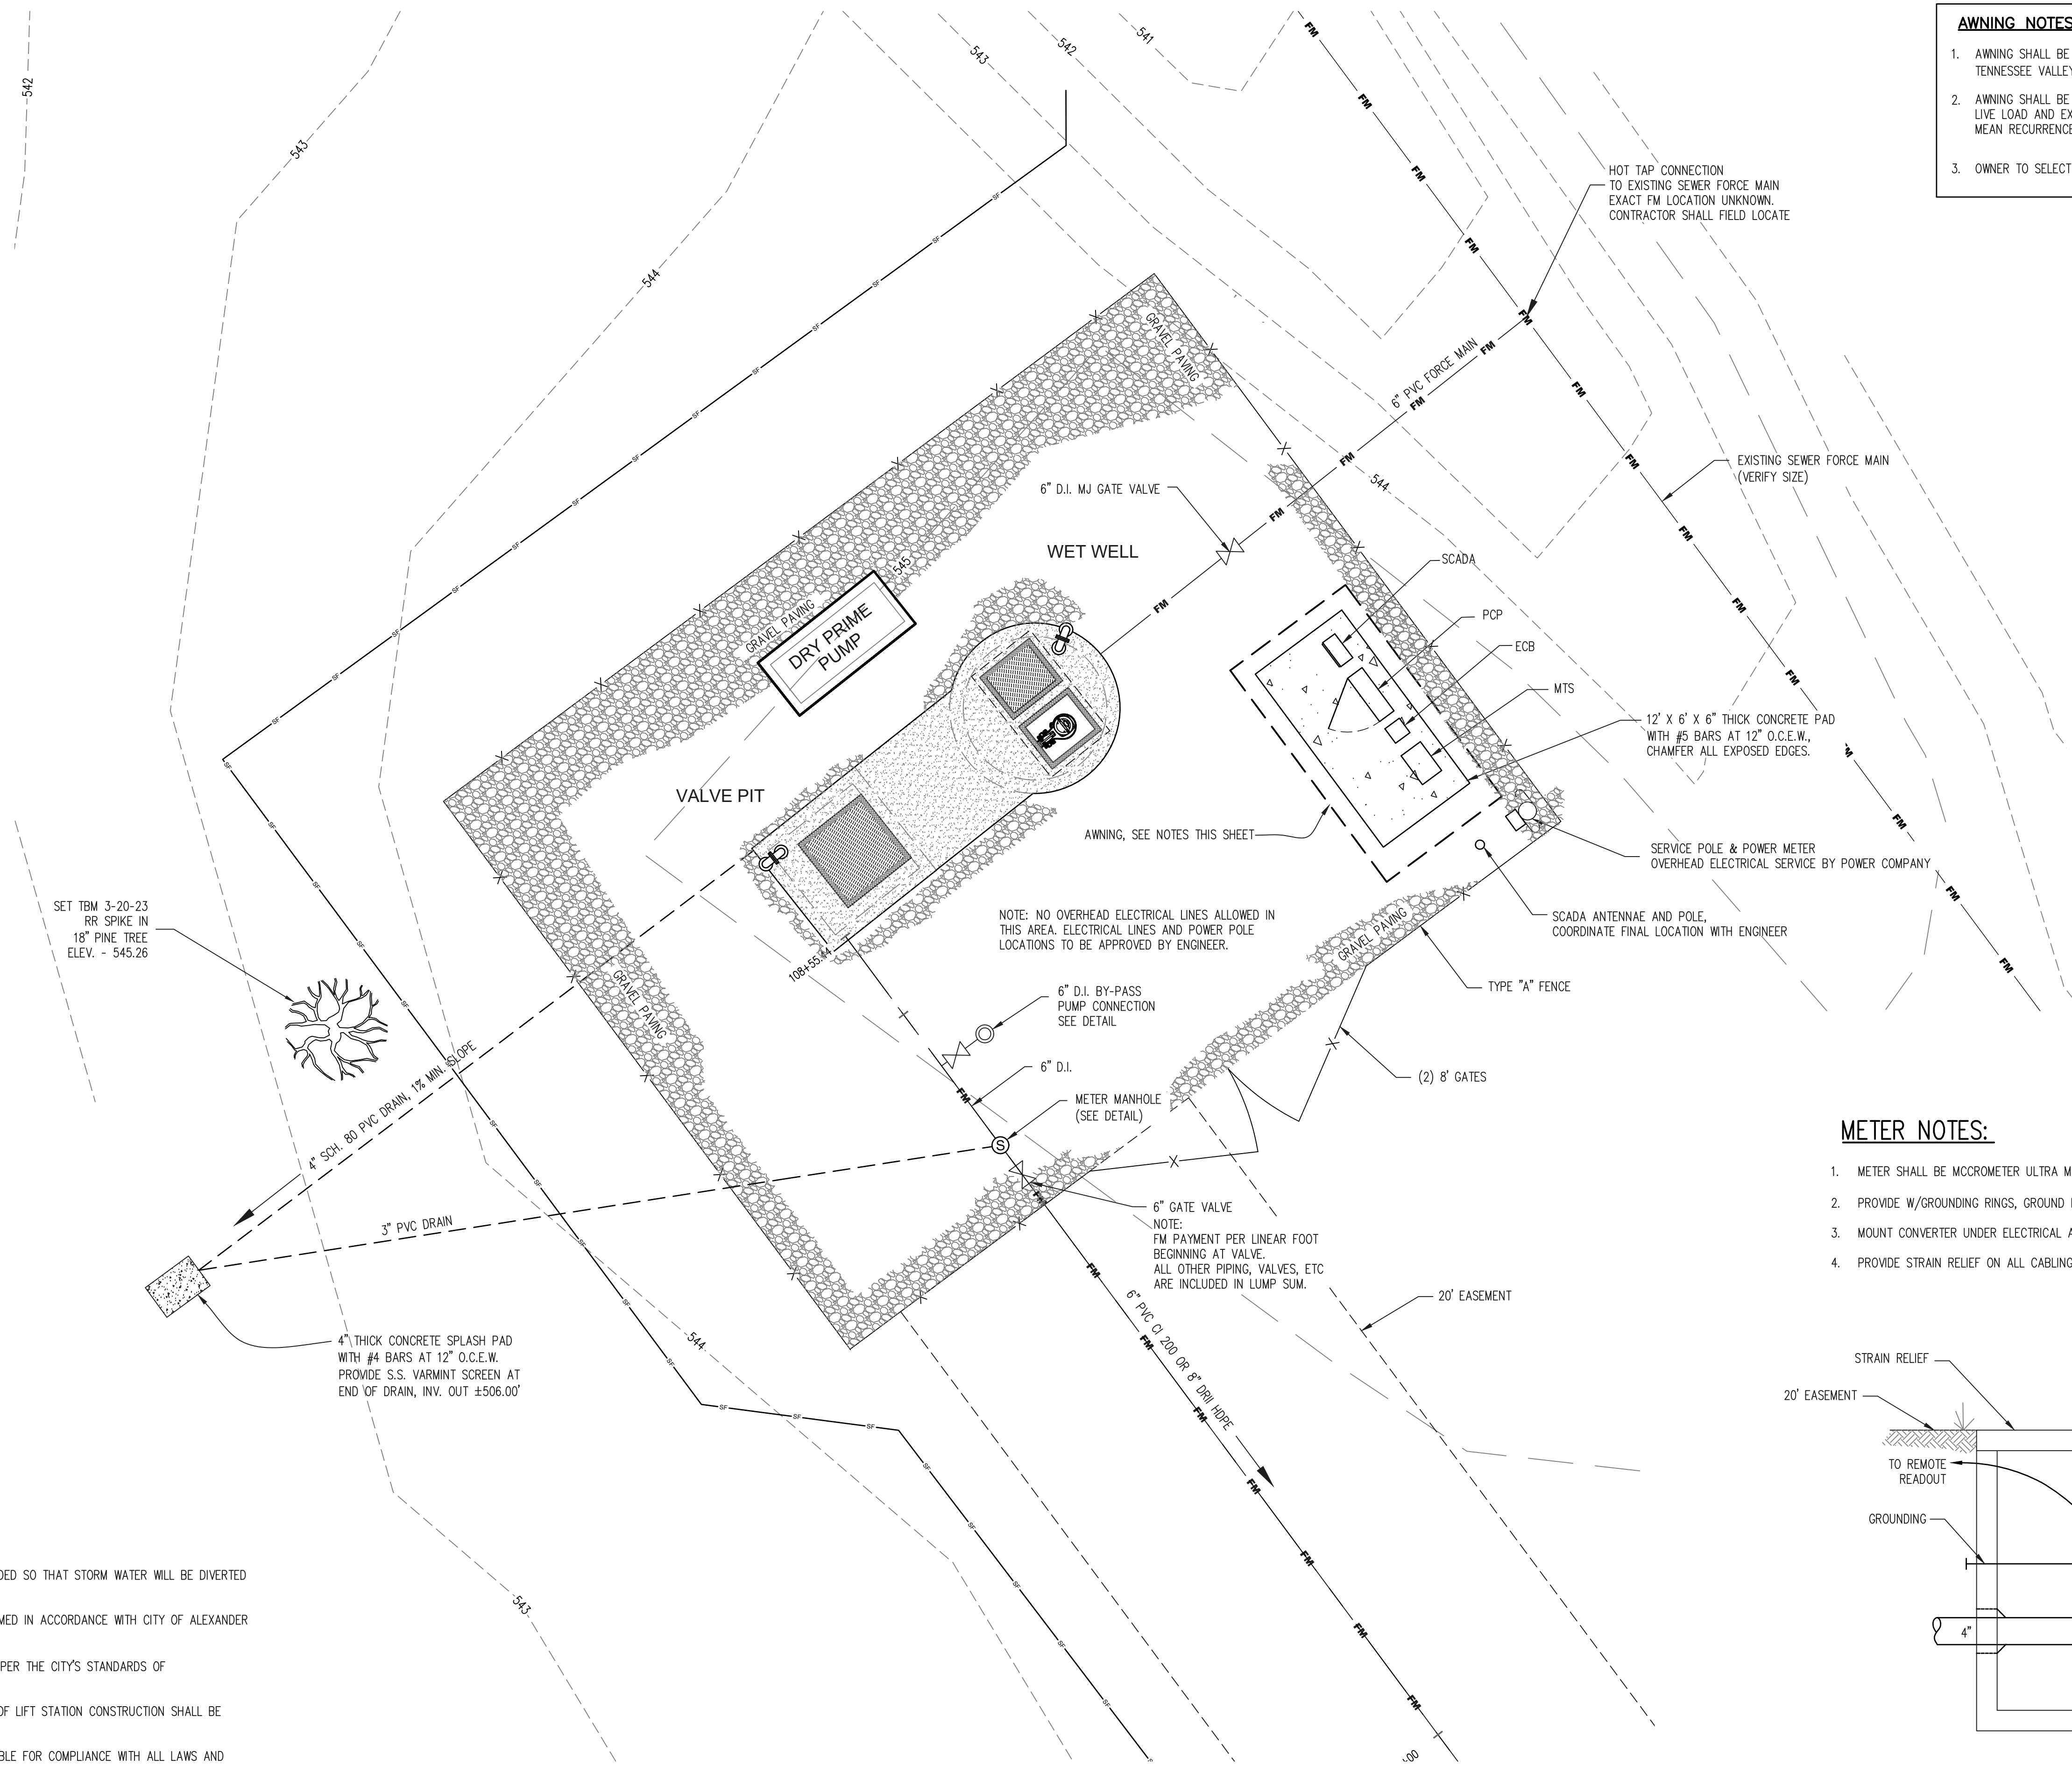 AWNING NOTES
1. AWNING SHALL BE
TENNESSEE VALLEY
2. AWNING SHALL BE
LIVE LOAD AND EX
MEAN RECURRENCE
3. OWNER TO SELECT
541
542
543
542
543
544
HOT TAP CONNECTION
TO EXISTING SEWER FORCE MAIN
EXACT FM LOCATION UNKNOWN.
CONTRACTOR SHALL FIELD LOCATE
GRAVEL PAVING
6" PVC FORCE MAIN
FM
SF
EXISTING SEWER FORCE MAIN
(VERIFY SIZE)
544
6" D.I. MJ GATE VALVE
WET WELL
SCADA
PCP
ECB
MTS
545
GRAVEL PAVING
DRY PRIME
PUMP
12' X 6' X 6" THICK CONCRETE PAD
WITH #5 BARS AT 12" O.C.E.W.,
CHAMFER ALL EXPOSED EDGES.
VALVE PIT
AWNING, SEE NOTES THIS SHEET
SERVICE POLE & POWER METER
OVERHEAD ELECTRICAL SERVICE BY POWER COMPANY
SET TBM 3-20-23
RR SPIKE IN
18" PINE TREE
ELEV. - 545.26
NOTE: NO OVERHEAD ELECTRICAL LINES ALLOWED IN
THIS AREA. ELECTRICAL LINES AND POWER POLE
LOCATIONS TO BE APPROVED BY ENGINEER.
SCADA ANTENNAE AND POLE,
COORDINATE FINAL LOCATION WITH ENGINEER
GRAVEL PAVING
GRAVEL PAVING
TYPE "A" FENCE
6" D.I. BY-PASS
PUMP CONNECTION
SEE DETAIL
6" D.I.
(2) 8' GATES
METER MANHOLE
(SEE DETAIL)
S
4" SCH. 80 PVC DRAIN, 1% MIN. SLOPE
3" PVC DRAIN
6" GATE VALVE
NOTE:
FM PAYMENT PER LINEAR FOOT
BEGINNING AT VALVE.
ALL OTHER PIPING, VALVES, ETC
ARE INCLUDED IN LUMP SUM.
METER NOTES:
1. METER SHALL BE MCCROMETER ULTRA M
2. PROVIDE W/GROUNDING RINGS, GROUND
3. MOUNT CONVERTER UNDER ELECTRICAL A
4. PROVIDE STRAIN RELIEF ON ALL CABLING
20' EASEMENT
6" PVC Cl 200 OR 8" DR11 HDPE
4" THICK CONCRETE SPLASH PAD
WITH #4 BARS AT 12" O.C.E.W.
PROVIDE S.S. VARMINT SCREEN AT
END OF DRAIN, INV. OUT ±506.00'
544
543
STRAIN RELIEF
20' EASEMENT
TO REMOTE
READOUT
GROUNDING
4"
DED SO THAT STORM WATER WILL BE DIVERTED
MED IN ACCORDANCE WITH CITY OF ALEXANDER
PER THE CITY'S STANDARDS OF
OF LIFT STATION CONSTRUCTION SHALL BE
BLE FOR COMPLIANCE WITH ALL LAWS AND